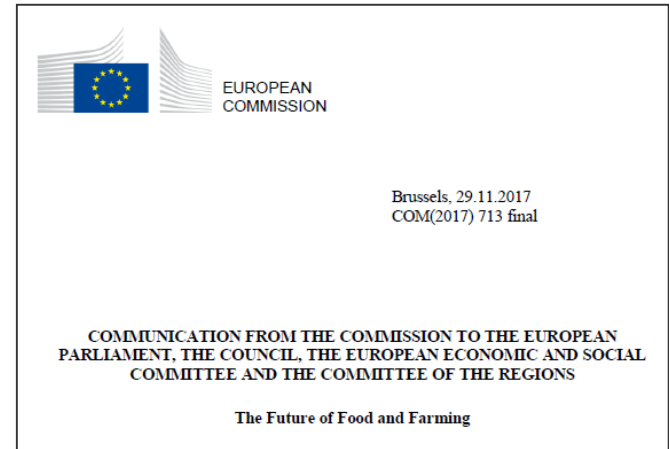 EUROPEAN
COMMISSION
Brussels, 29.11.2017
COM(2017) 713 final
COMMUNICATION FROM THE COMMISSION TO THE EUROPEAN
PARLIAMENT, THE COUNCIL, THE EUROPEAN ECONOMIC AND SOCIAL
COMMITTEE AND THE COMMITTEE OF THE REGIONS
The Future of Food and Farming